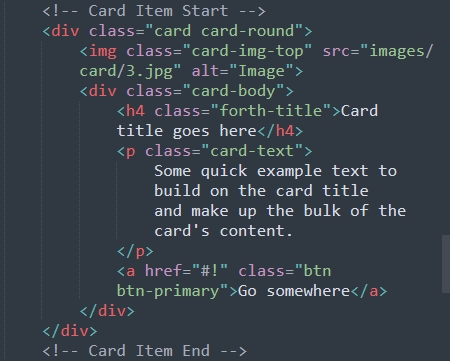 <!-- Card Item Start -->
<div class="card card-round">
<img class="card-img-top" src="images/
card/3.jpg" alt="Image">
<div class="card-body">
<h4 class="forth-title">Card
title goes here</h4>
<p class="card-text">
Some quick example text to
build on the card title
and make up the bulk of the
card's content.
</p>
<a href="#!" class="btn
btn-primary">Go somewhere</a>
</div>
</div>
<!-- Card Item End -->